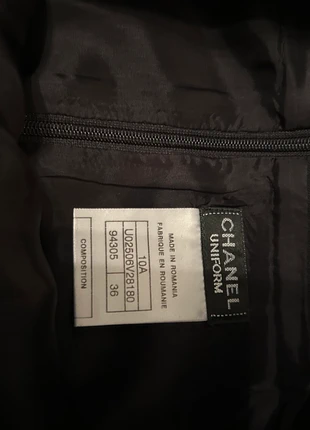 CHANEL
UNIFORM
MADE IN ROMANIA
FABRIQUE EN ROUMANIE
10A
U02506V28180
94305 36
COMPOSITION